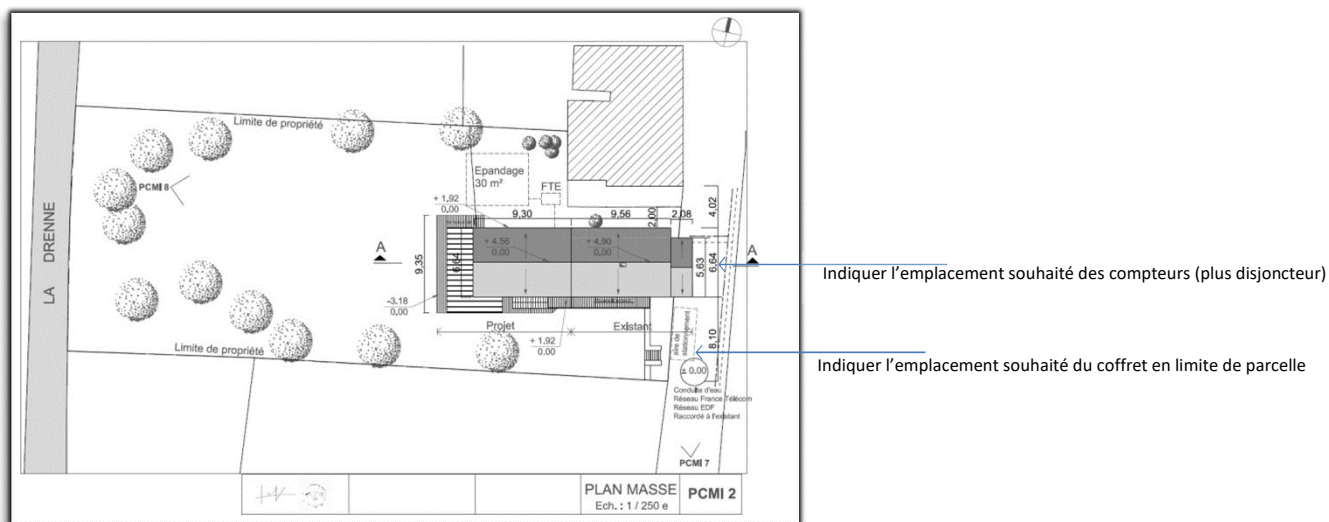 Limite de propriété
LA DRENNE
PCMI 8
Epandage
30 m²
FTE
+ 1.92
0.00
9,30
9,56
2,00
2,08
4,02
A
9,35
6,64
+ 4.56
0.00
+ 4.90
0.00
5,63
6,64
A
Indiquer l’emplacement souhaité des compteurs (plus disjoncteur)
-3.18
0.00
Projet
Existant
+ 1.92
0.00
Limite de propriété
aire de
stationnement
8,10
Indiquer l’emplacement souhaité du coffret en limite de parcelle
± 0.00
Conduite d'eau
Réseau France Télécom
Réseau EDF
Raccordé à l'existant
PCMI 7
PLAN MASSE
Ech. : 1 / 250 e
PCMI 2